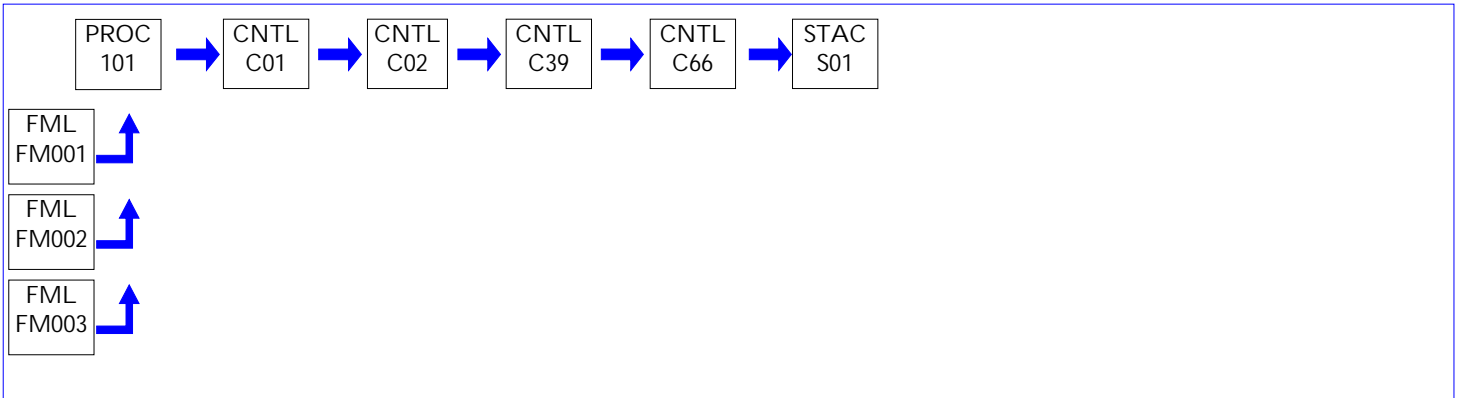 PROC
101
CNTL
C01
CNTL
C02
CNTL
C39
CNTL
C66
STAC
S01
FML
FM001
FML
FM002
FML
FM003